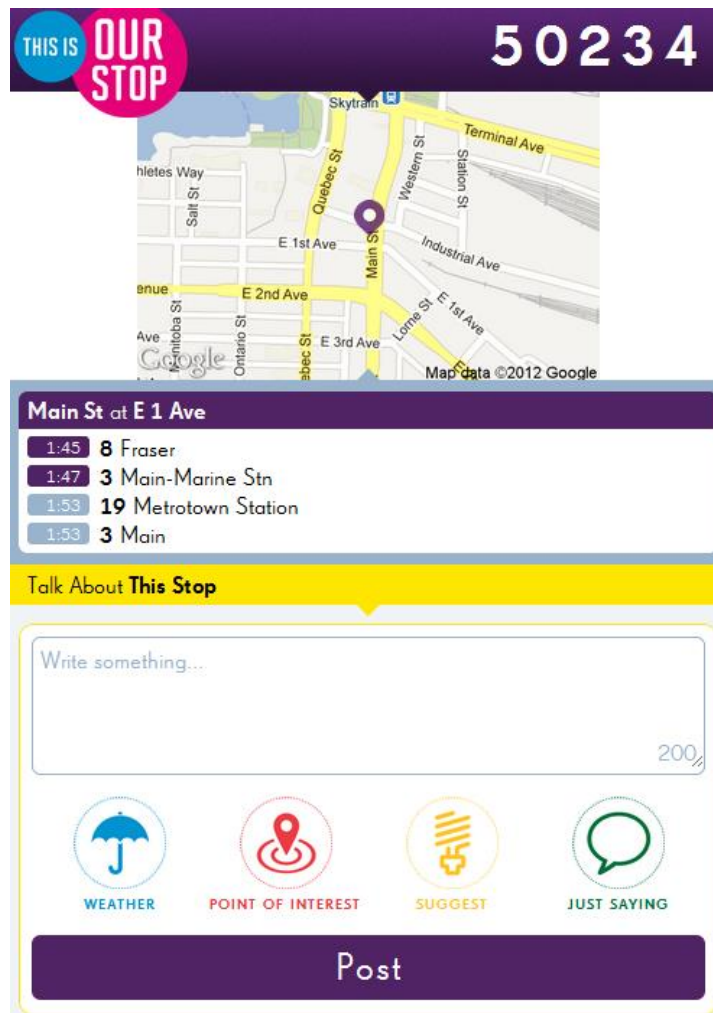 THIS IS OUR STOP
50234
Skytrain
Terminal Ave
hletes Way
Salt St
Quebec St
Western St
Station St
E 1st Ave
Main St
Industrial Ave
enue
E 2nd Ave
Manitoba St
Ontario St
Lorne St
E 1st Ave
Ave
bec St
E 3rd Ave
Google
Map data ©2012 Google
Main St at E 1 Ave
1:45 8 Fraser
1:47 3 Main-Marine Stn
1:53 19 Metrotown Station
1:53 3 Main
Talk About This Stop
Write something...
200
WEATHER POINT OF INTEREST SUGGEST JUST SAYING
Post